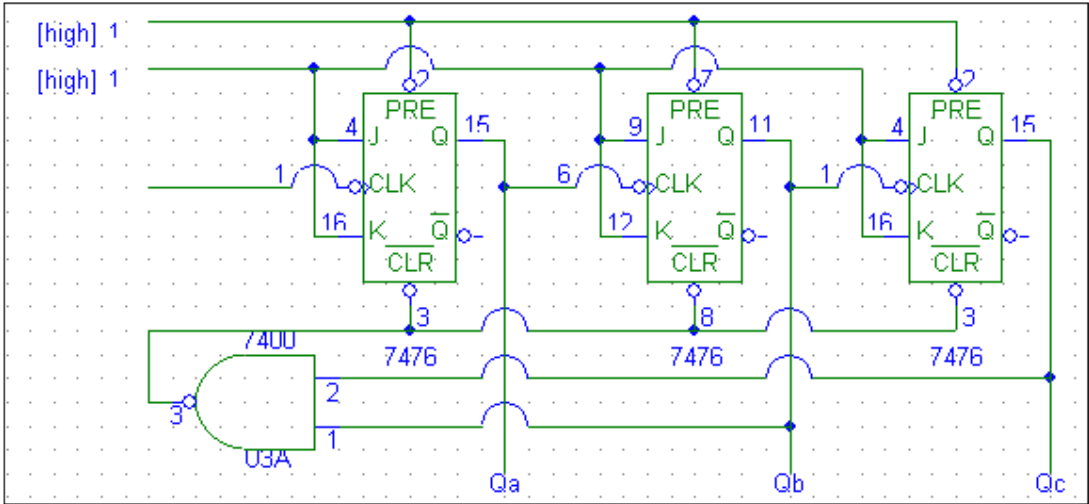 [high] 1
[high] 1
2 7 2
PRE PRE PRE
4 J Q 15 9 J Q 11 4 J Q 15
1 CLK 6 CLK 1 CLK
16 K Q 12 K Q 16 K Q
CLR CLR CLR
3 8 3
7400 7476 7476 7476
2
3
1
U3A
Qa Qb Qc